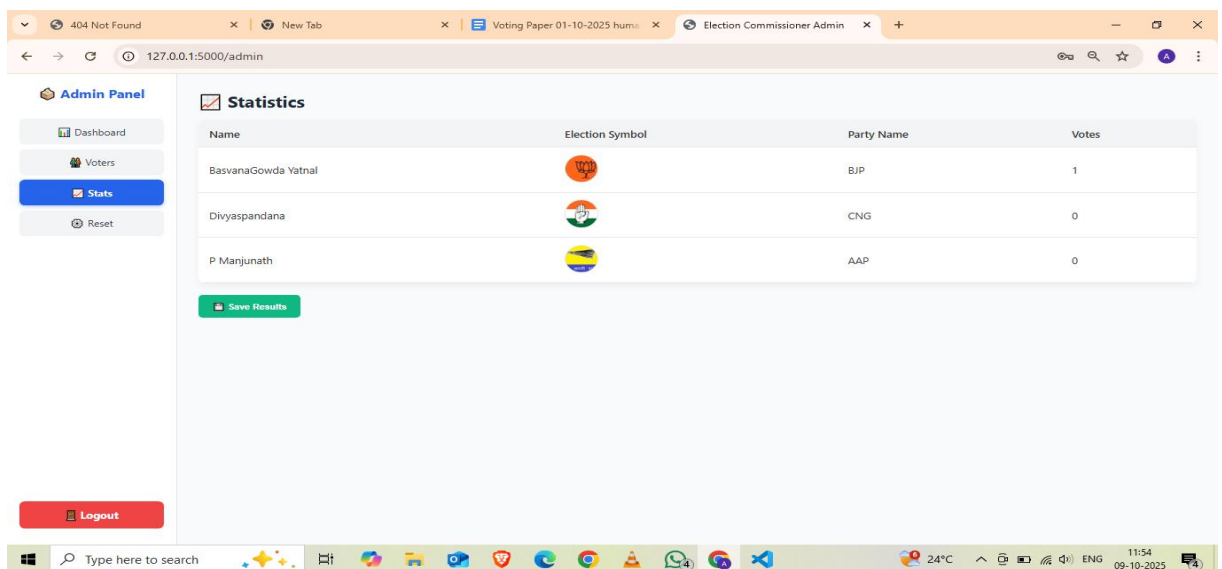 404 Not Found
New Tab
Voting Paper 01-10-2025 huma
Election Commissioner Admin
127.0.0.1:5000/admin
A
Admin Panel
Dashboard
Voters
Stats
Reset
Logout
Statistics
Name Election Symbol Party Name Votes
BasvanaGowda Yatnal BJP 1
Divyaspandana CNG 0
P Manjunath AAP 0
Save Results
Type here to search
24°C ENG 11:54
09-10-2025